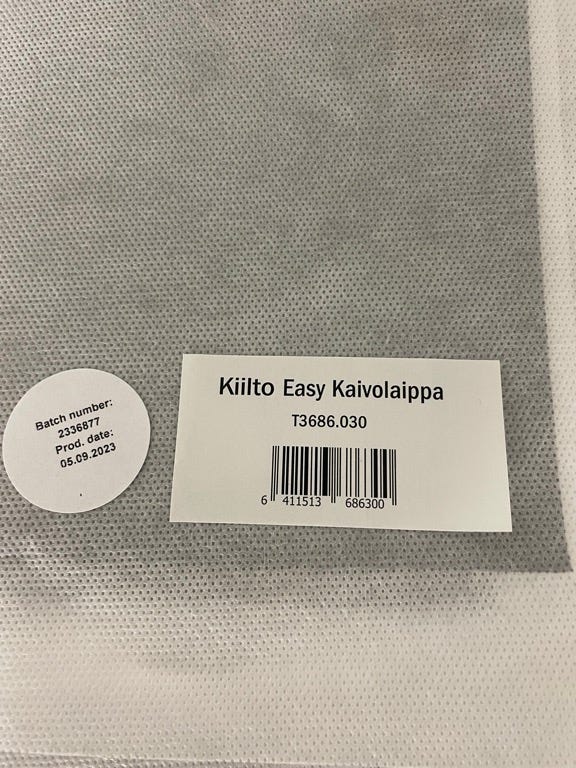 Kiilto Easy Kaivolaippa
T3686.030
6 411513 686300
Batch number:
2336877
Prod. date:
05.09.2023